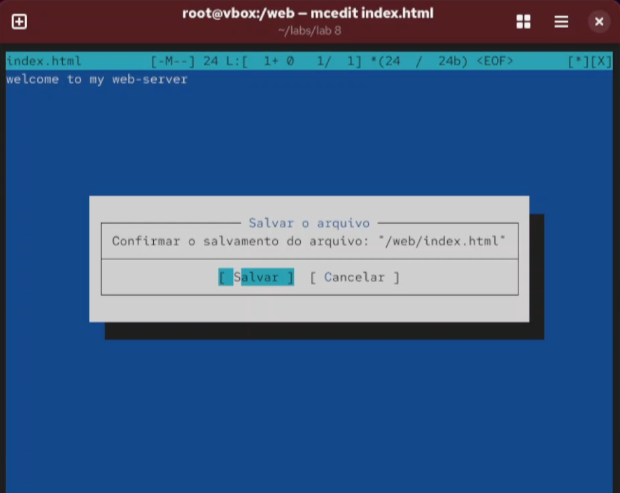 root@vbox:/web — mcedit index.html
~/labs/lab 8
index.html [-M--] 24 L:[ 1+ 0 1/ 1] *(24 / 24b) <EOF> [*][X]
welcome to my web-server
Salvar o arquivo
Confirmar o salvamento do arquivo: "/web/index.html"
[ Salvar ] [ Cancelar ]